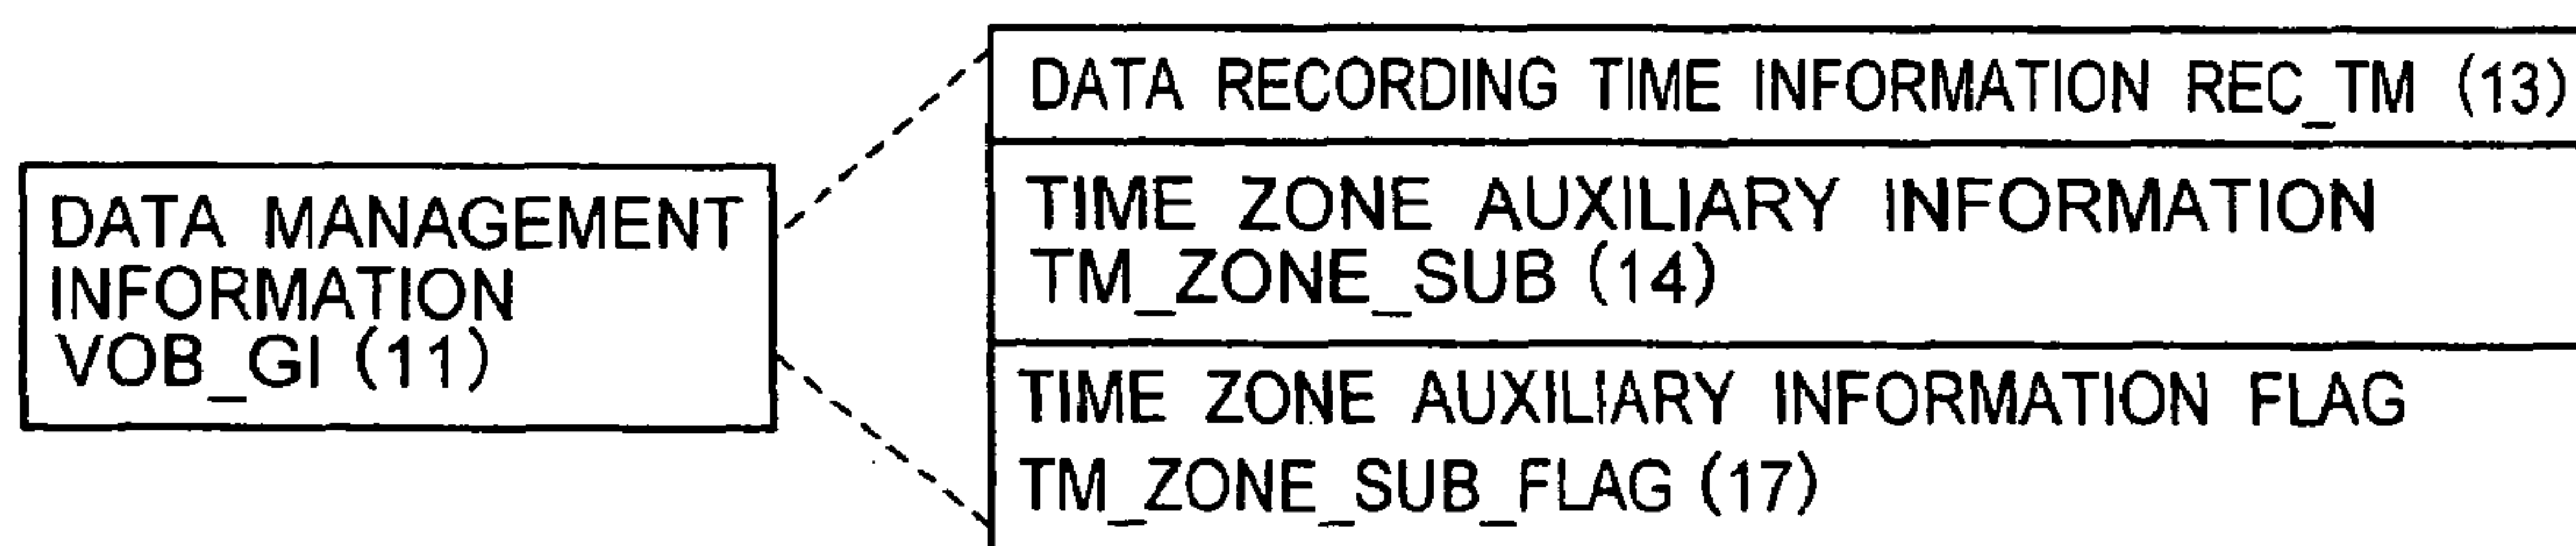 DATA MANAGEMENT
INFORMATION
VOB_GI (11)
DATA RECORDING TIME INFORMATION REC_TM (13)
TIME ZONE AUXILIARY INFORMATION
TM_ZONE_SUB (14)
TIME ZONE AUXILIARY INFORMATION FLAG
TM_ZONE_SUB_FLAG (17)